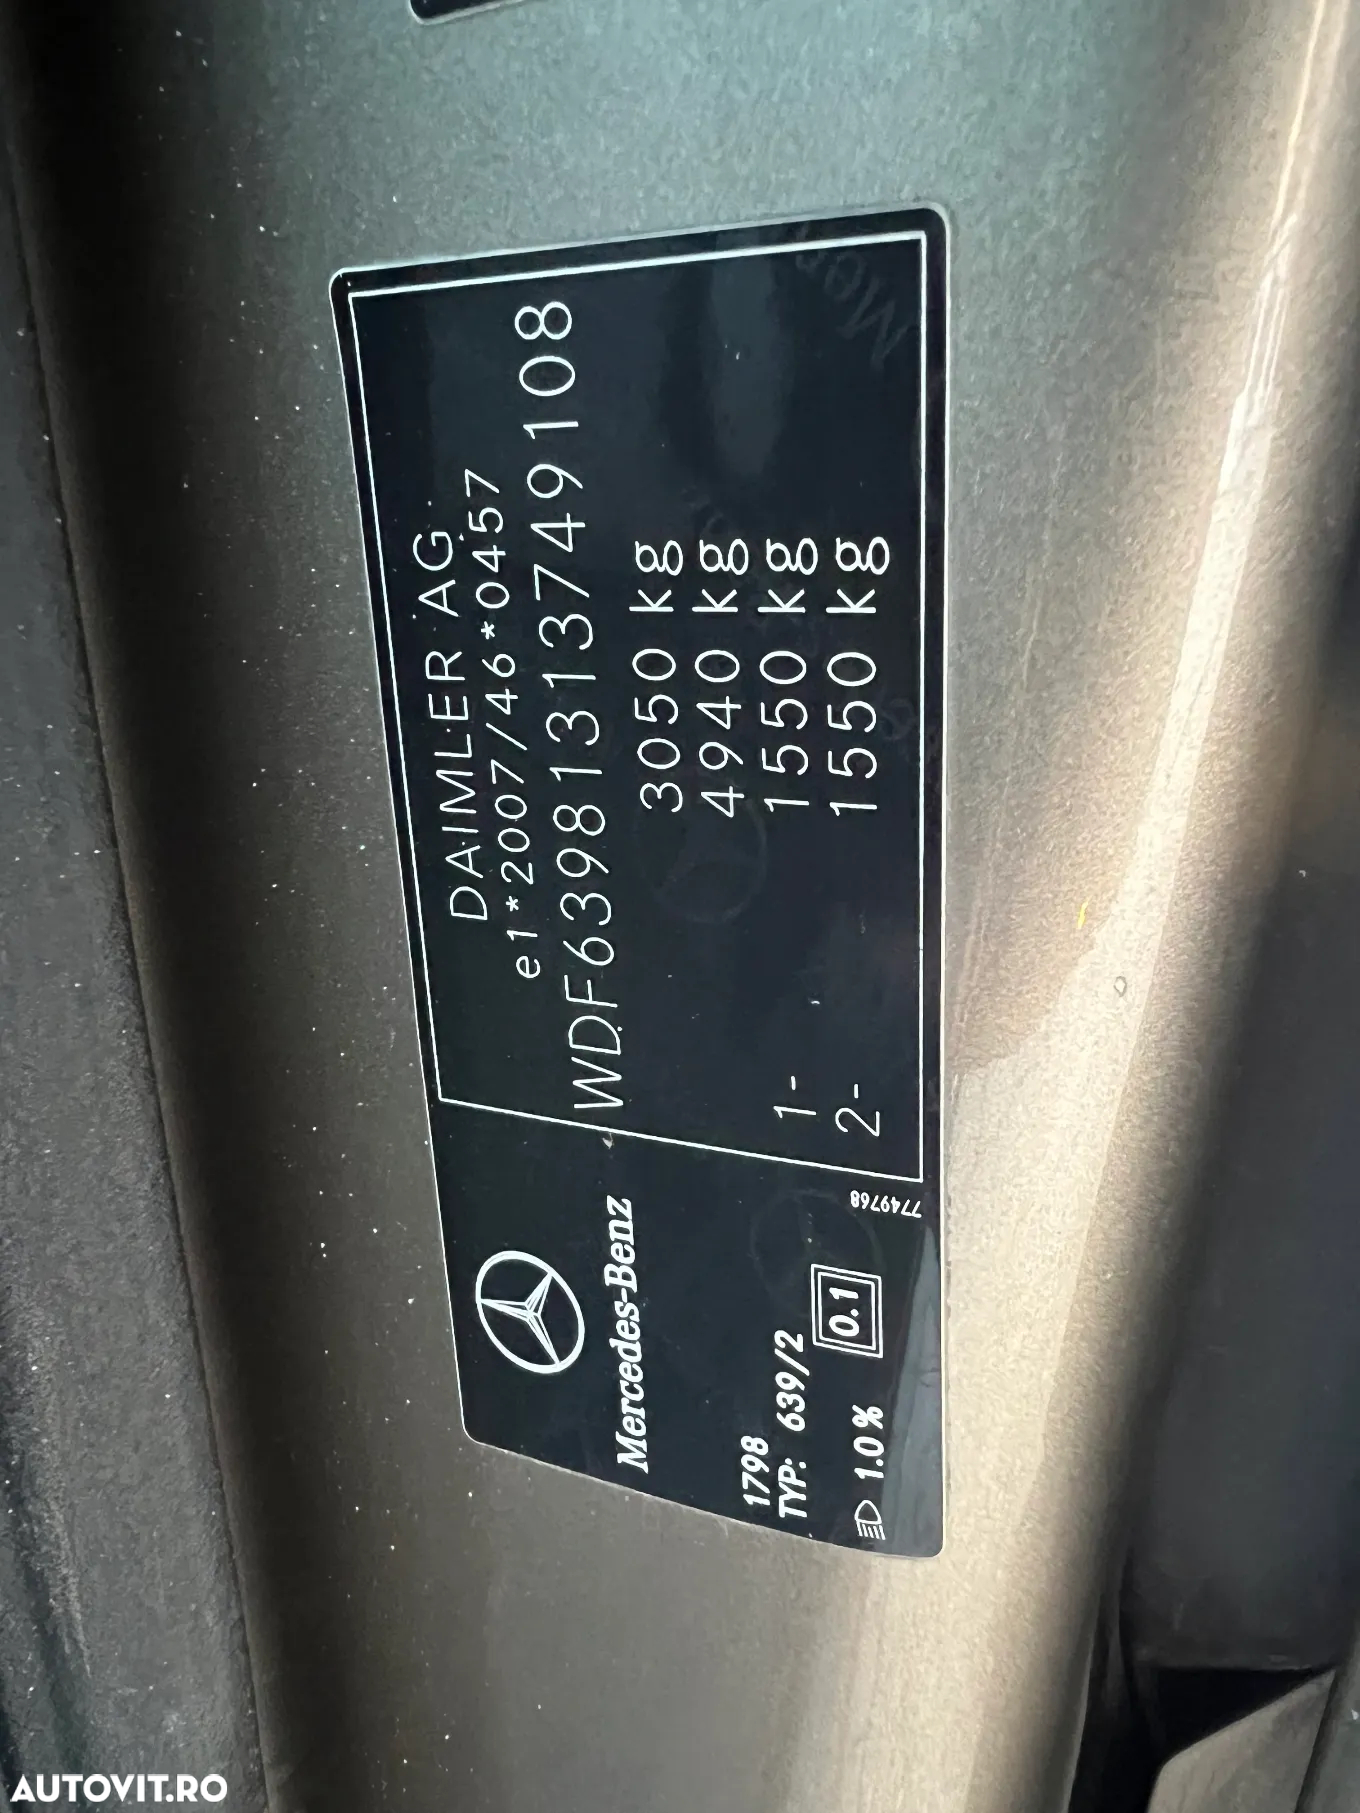 DAIMLER AG
e1*2007/46*0457
WDF63981313749108
3050 kg
4940 kg
1- 1550 kg
2- 1550 kg
Mercedes-Benz
1798
TYP: 639/2
1.0 %
0.1
7749768
AUTOVIT.RO